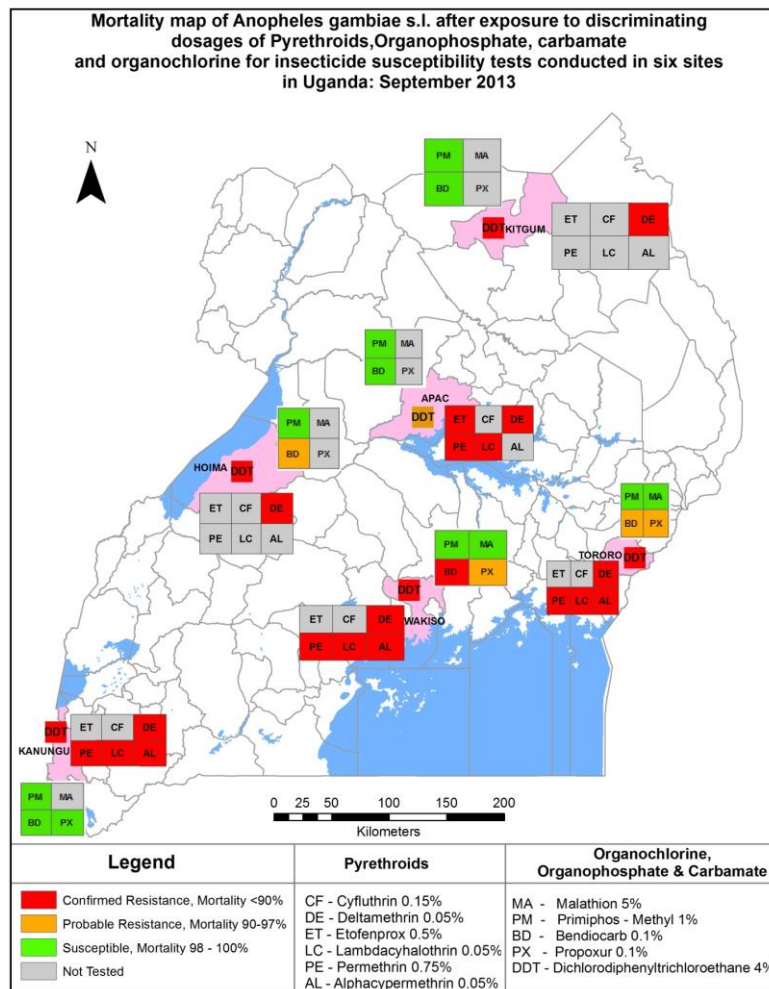 Mortality map of Anopheles gambiae s.l. after exposure to discriminating
dosages of Pyrethroids,Organophosphate, carbamate
and organochlorine for insecticide susceptibility tests conducted in six sites
in Uganda: September 2013
N
PM MA
BD PX
DDT KITGUM
ET CF DE
PE LC AL
PM MA
BD PX
APAC
DDT
ET CF DE
PE LC AL
PM MA
BD PX
HOIMA DDT
ET CF DE
PE LC AL
PM MA
BD PX
TORORO DDT
ET CF DE
PE LC AL
PM MA
BD PX
DDT
WAKISO
ET CF DE
PE LC AL
DDT
KANUNGU
ET CF DE
PE LC AL
PM MA
BD PX
0 25 50 100 150 200
Kilometers
Legend
Confirmed Resistance, Mortality <90%
Probable Resistance, Mortality 90-97%
Susceptible, Mortality 98 - 100%
Not Tested
Pyrethroids
CF - Cyfluthrin 0.15%
DE - Deltamethrin 0.05%
ET - Etofenprox 0.5%
LC - Lambdacyhalothrin 0.05%
PE - Permethrin 0.75%
AL - Alphacypermethrin 0.05%
Organochlorine,
Organophosphate & Carbamate
MA - Malathion 5%
PM - Primiphos - Methyl 1%
BD - Bendiocarb 0.1%
PX - Propoxur 0.1%
DDT - Dichlorodiphenyltrichloroethane 4%